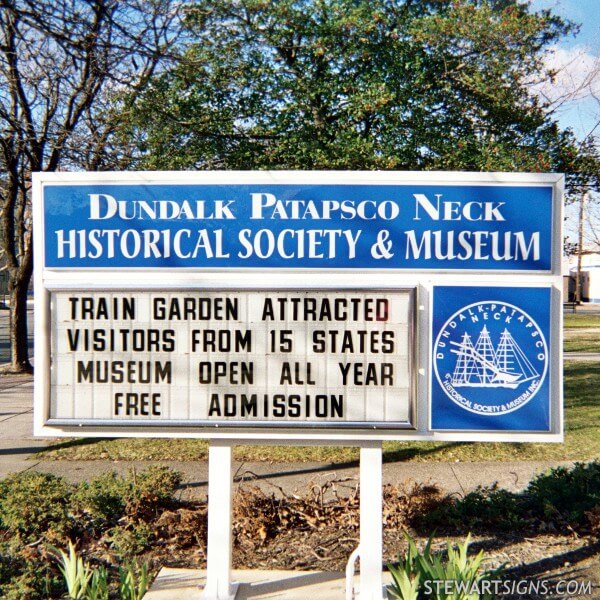 DUNDALK PATAPSCO NECK
HISTORICAL SOCIETY & MUSEUM
TRAIN GARDEN ATTRACTED
VISITORS FROM 15 STATES
MUSEUM OPEN ALL YEAR
FREE ADMISSION
DUNDALK · PATAPSCO
NECK
HISTORICAL SOCIETY & MUSEUM INC.
STEWARTSIGNS.COM